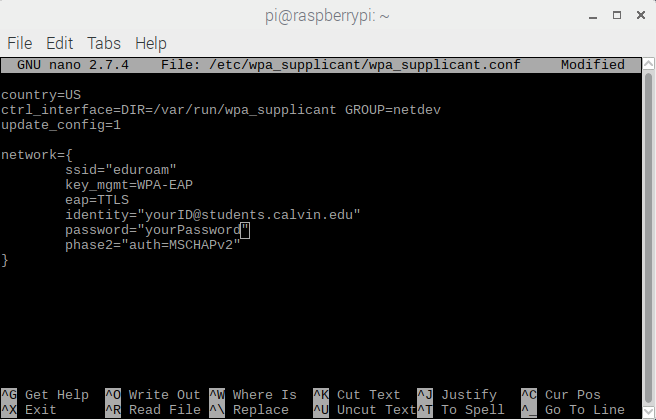 pi@raspberrypi: ~
File Edit Tabs Help
GNU nano 2.7.4 File: /etc/wpa_supplicant/wpa_supplicant.conf Modified
country=US
ctrl_interface=DIR=/var/run/wpa_supplicant GROUP=netdev
update_config=1
network={
ssid="eduroam"
key_mgmt=WPA-EAP
eap=TTLS
identity="yourID@students.calvin.edu"
password="yourPassword"
phase2="auth=MSCHAPv2"
}
^G Get Help ^O Write Out ^W Where Is ^K Cut Text ^J Justify ^C Cur Pos
^X Exit ^R Read File ^\ Replace ^U Uncut Text ^T To Spell ^_ Go To Line